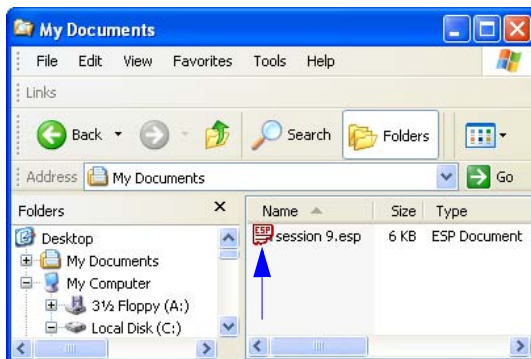 My Documents
File Edit View Favorites Tools Help
Links
Back Search Folders
Address My Documents Go
Folders x Name Size Type
Desktop ESP session 9.esp 6 KB ESP Document
My Documents
My Computer
3½ Floppy (A:)
Local Disk (C:)